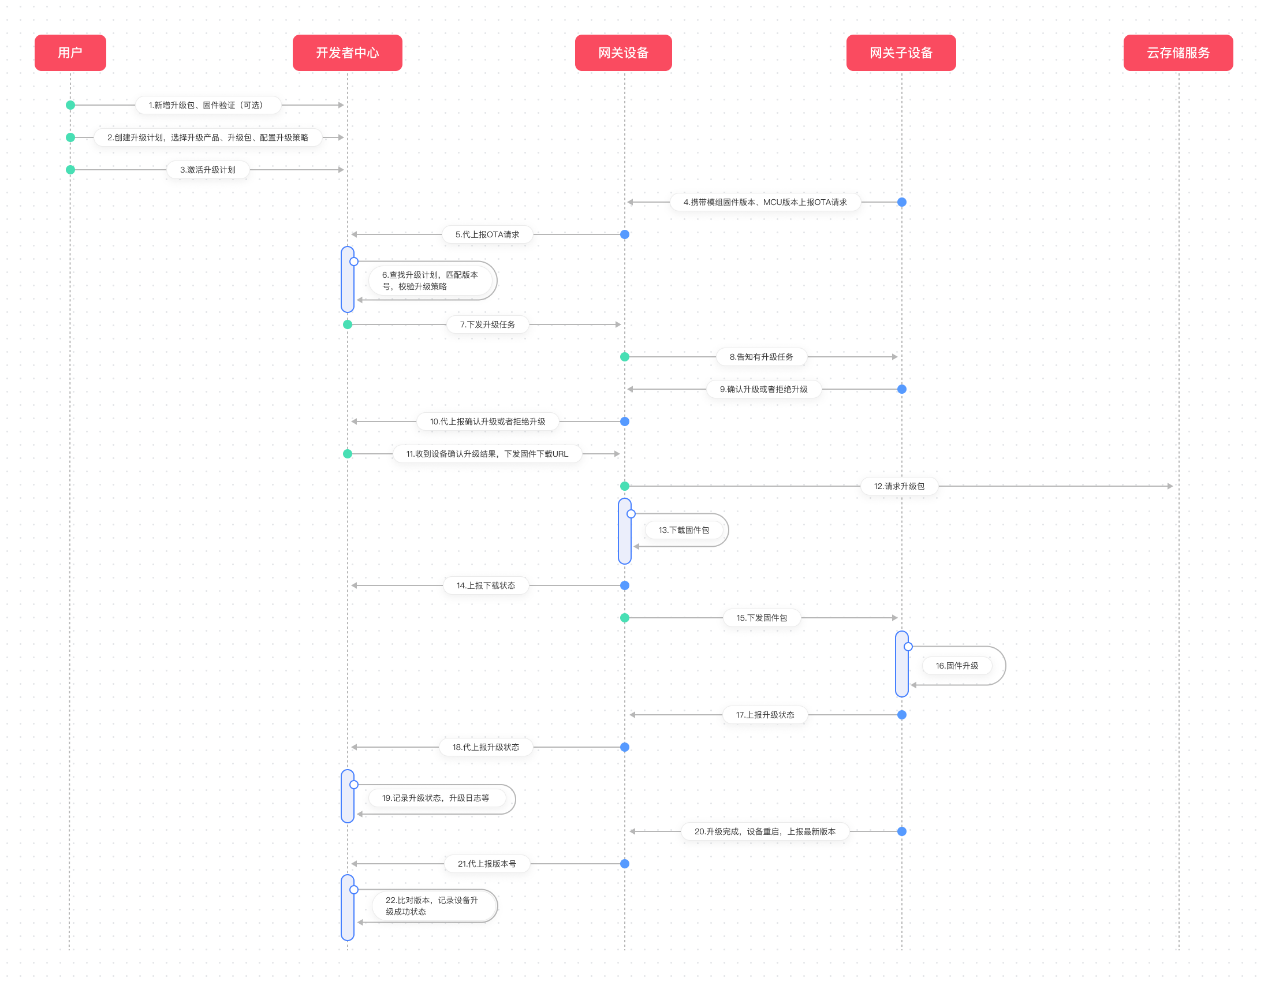 用户
开发者中心
网关设备
网关子设备
云存储服务
1.新增升级包、固件验证（可选）
2.创建升级计划，选择升级产品、升级包、配置升级策略
3.激活升级计划
4.携带模组固件版本、MCU版本上报OTA请求
5.代上报OTA请求
6.查找升级计划，匹配版本
号，校验升级策略
7.下发升级任务
8.告知有升级任务
9.确认升级或者拒绝升级
10.代上报确认升级或者拒绝升级
11.收到设备确认升级结果，下发固件下载URL
12.请求升级包
13.下载固件包
14.上报下载状态
15.下发固件包
16.固件升级
17.上报升级状态
18.代上报升级状态
19.记录升级状态，升级日志等
20.升级完成，设备重启，上报最新版本
21.代上报版本号
22.比对版本，记录设备升
级成功状态